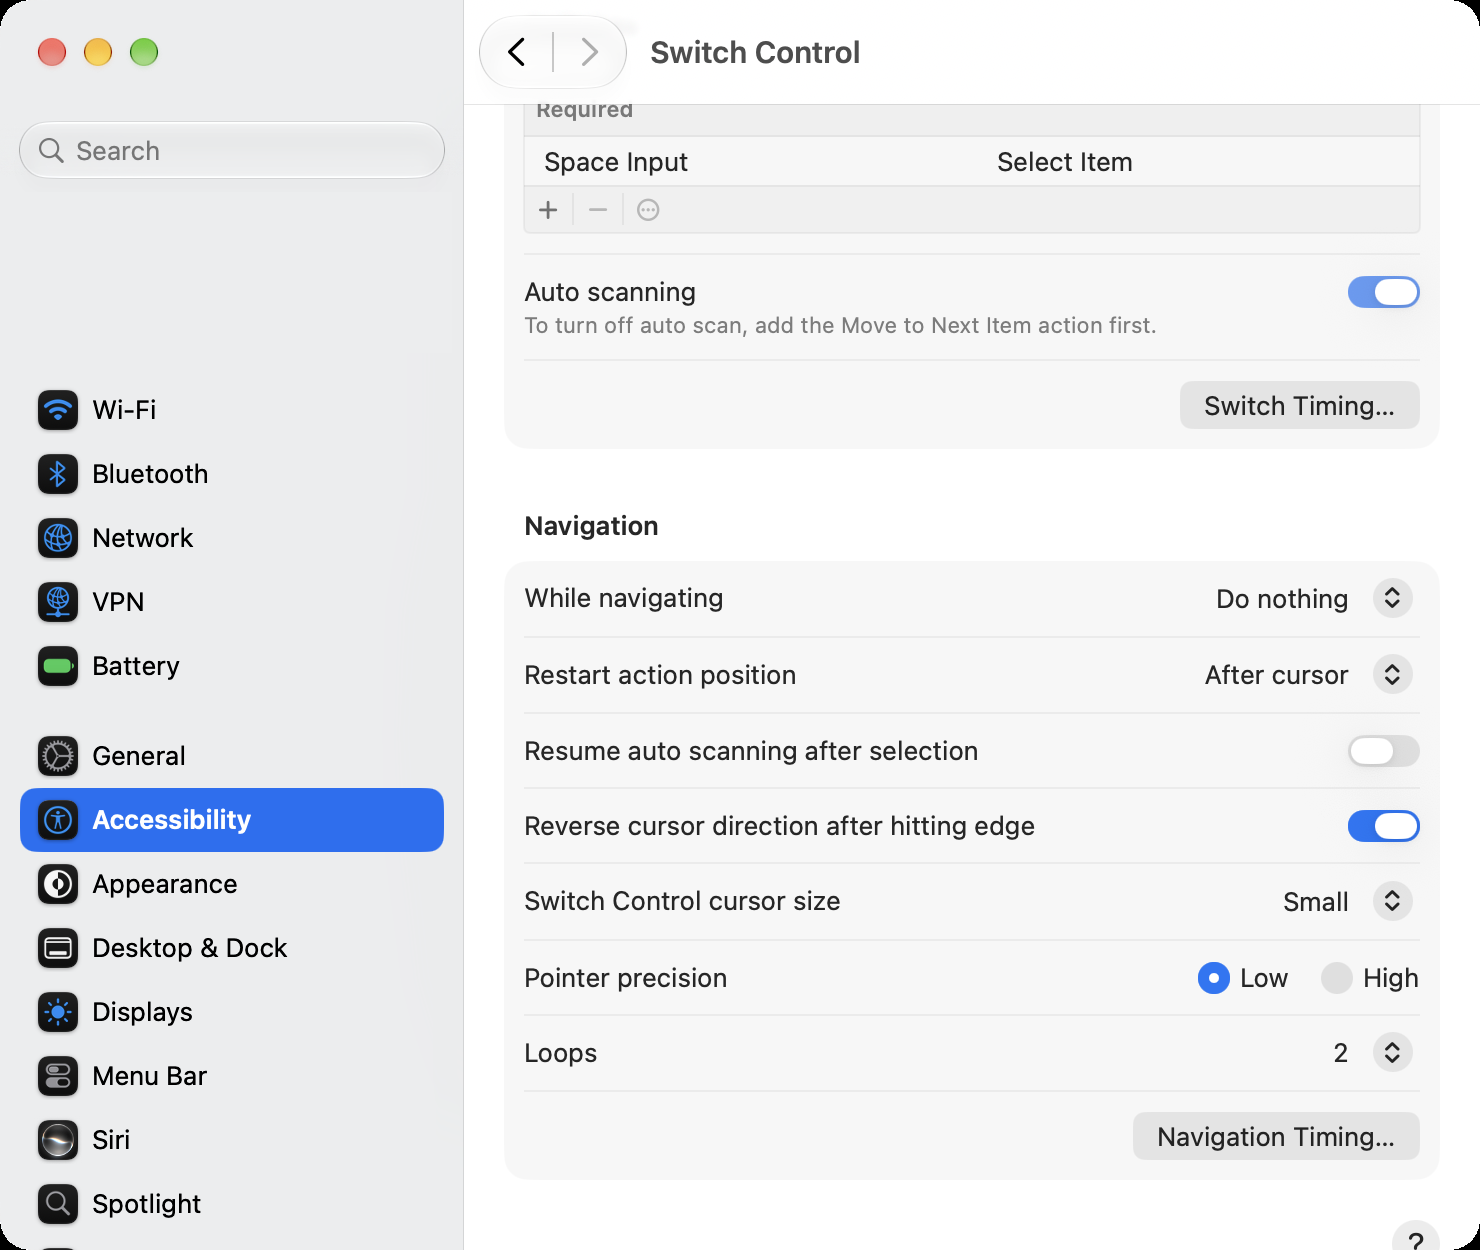 Switch Control
Search
Wi-Fi
Bluetooth
Network
VPN
Battery
General
Accessibility
Appearance
Desktop & Dock
Displays
Menu Bar
Siri
Spotlight
Required
Space Input Select Item
Auto scanning
To turn off auto scan, add the Move to Next Item action first.
Switch Timing...
Navigation
While navigating Do nothing
Restart action position After cursor
Resume auto scanning after selection
Reverse cursor direction after hitting edge
Switch Control cursor size Small
Pointer precision Low High
Loops 2
Navigation Timing...
?